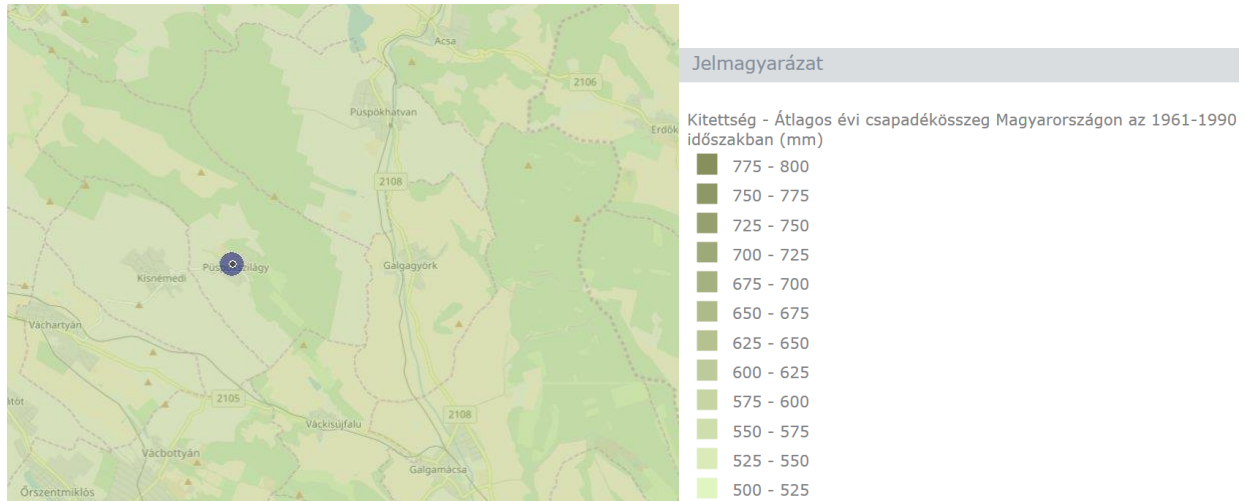 Acsa
2106
Püspökhatvan
Erdők
2108
Galgagyörk
Püspökszilágy
Kisnémedi
Váchartyán
átót
2105
2108
Váckisújfalu
Vácbottyán
Galgamácsa
Őrszentmiklós
Jelmagyarázat
Kitettség - Átlagos évi csapadékösszeg Magyarországon az 1961-1990
időszakban (mm)
775 - 800
750 - 775
725 - 750
700 - 725
675 - 700
650 - 675
625 - 650
600 - 625
575 - 600
550 - 575
525 - 550
500 - 525